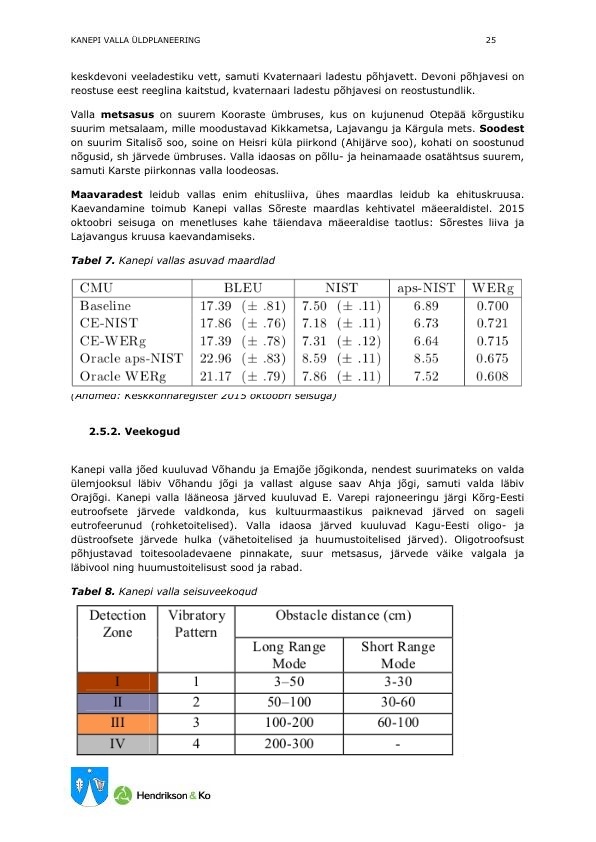 KANEPI VALLA ÜLDPLANEERING 25
keskdevoni veeladestiku vett, samuti Kvaternaari ladestu põhjavett. Devoni põhjavesi on
reostuse eest reeglina kaitstud, kvaternaari ladestu põhjavesi on reostustundlik.
Valla metsasus on suurem Kooraste ümbruses, kus on kujunenud Otepää kõrgustiku
suurim metsalaam, mille moodustavad Kikkametsa, Lajavangu ja Kärgula mets. Soodest
on suurim Sitalisõ soo, soine on Heisri küla piirkond (Ahijärve soo), kohati on soostunud
nõgusid, sh järvede ümbruses. Valla idaosas on põllu- ja heinamaade osatähtsus suurem,
samuti Karste piirkonnas valla loodeosas.
Maavaradest leidub vallas enim ehitusliiva, ühes maardlas leidub ka ehituskruusa.
Kaevandamine toimub Kanepi vallas Sõreste maardlas kehtivatel mäeeraldistel. 2015
oktoobri seisuga on menetluses kahe täiendava mäeeraldise taotlus: Sõrestes liiva ja
Lajavangus kruusa kaevandamiseks.
Tabel 7. Kanepi vallas asuvad maardlad
CMU BLEU NIST aps-NIST WERg
Baseline 17.39 (± .81) 7.50 (± .11) 6.89 0.700
CE-NIST 17.86 (± .76) 7.18 (± .11) 6.73 0.721
CE-WERg 17.39 (± .78) 7.31 (± .12) 6.64 0.715
Oracle aps-NIST 22.96 (± .83) 8.59 (± .11) 8.55 0.675
Oracle WERg 21.17 (± .79) 7.86 (± .11) 7.52 0.608
(Andmed: Keskkonnaregister 2015 oktoobri seisuga)
2.5.2. Veekogud
Kanepi valla jõed kuuluvad Võhandu ja Emajõe jõgikonda, nendest suurimateks on valda
ülemjooksul läbiv Võhandu jõgi ja vallast alguse saav Ahja jõgi, samuti valda läbiv
Orajõgi. Kanepi valla lääneosa järved kuuluvad E. Varepi rajooneringu järgi Kõrg-Eesti
eutroofsete järvede valdkonda, kus kultuurmaastikus paiknevad järved on sageli
eutrofeerunud (rohketoitelised). Valla idaosa järved kuuluvad Kagu-Eesti oligo- ja
düstroofsete järvede hulka (vähetoitelised ja huumustoitelised järved). Oligotroofsust
põhjustavad toitesooladevaene pinnakate, suur metsasus, järvede väike valgala ja
läbivool ning huumustoitelisust sood ja rabad.
Tabel 8. Kanepi valla seisuveekogud
Detection Vibratory Obstacle distance (cm)
Zone Pattern
Long Range Short Range
Mode Mode
I 1 3–50 3-30
II 2 50–100 30-60
III 3 100-200 60-100
IV 4 200-300 -
Hendrikson & Ko